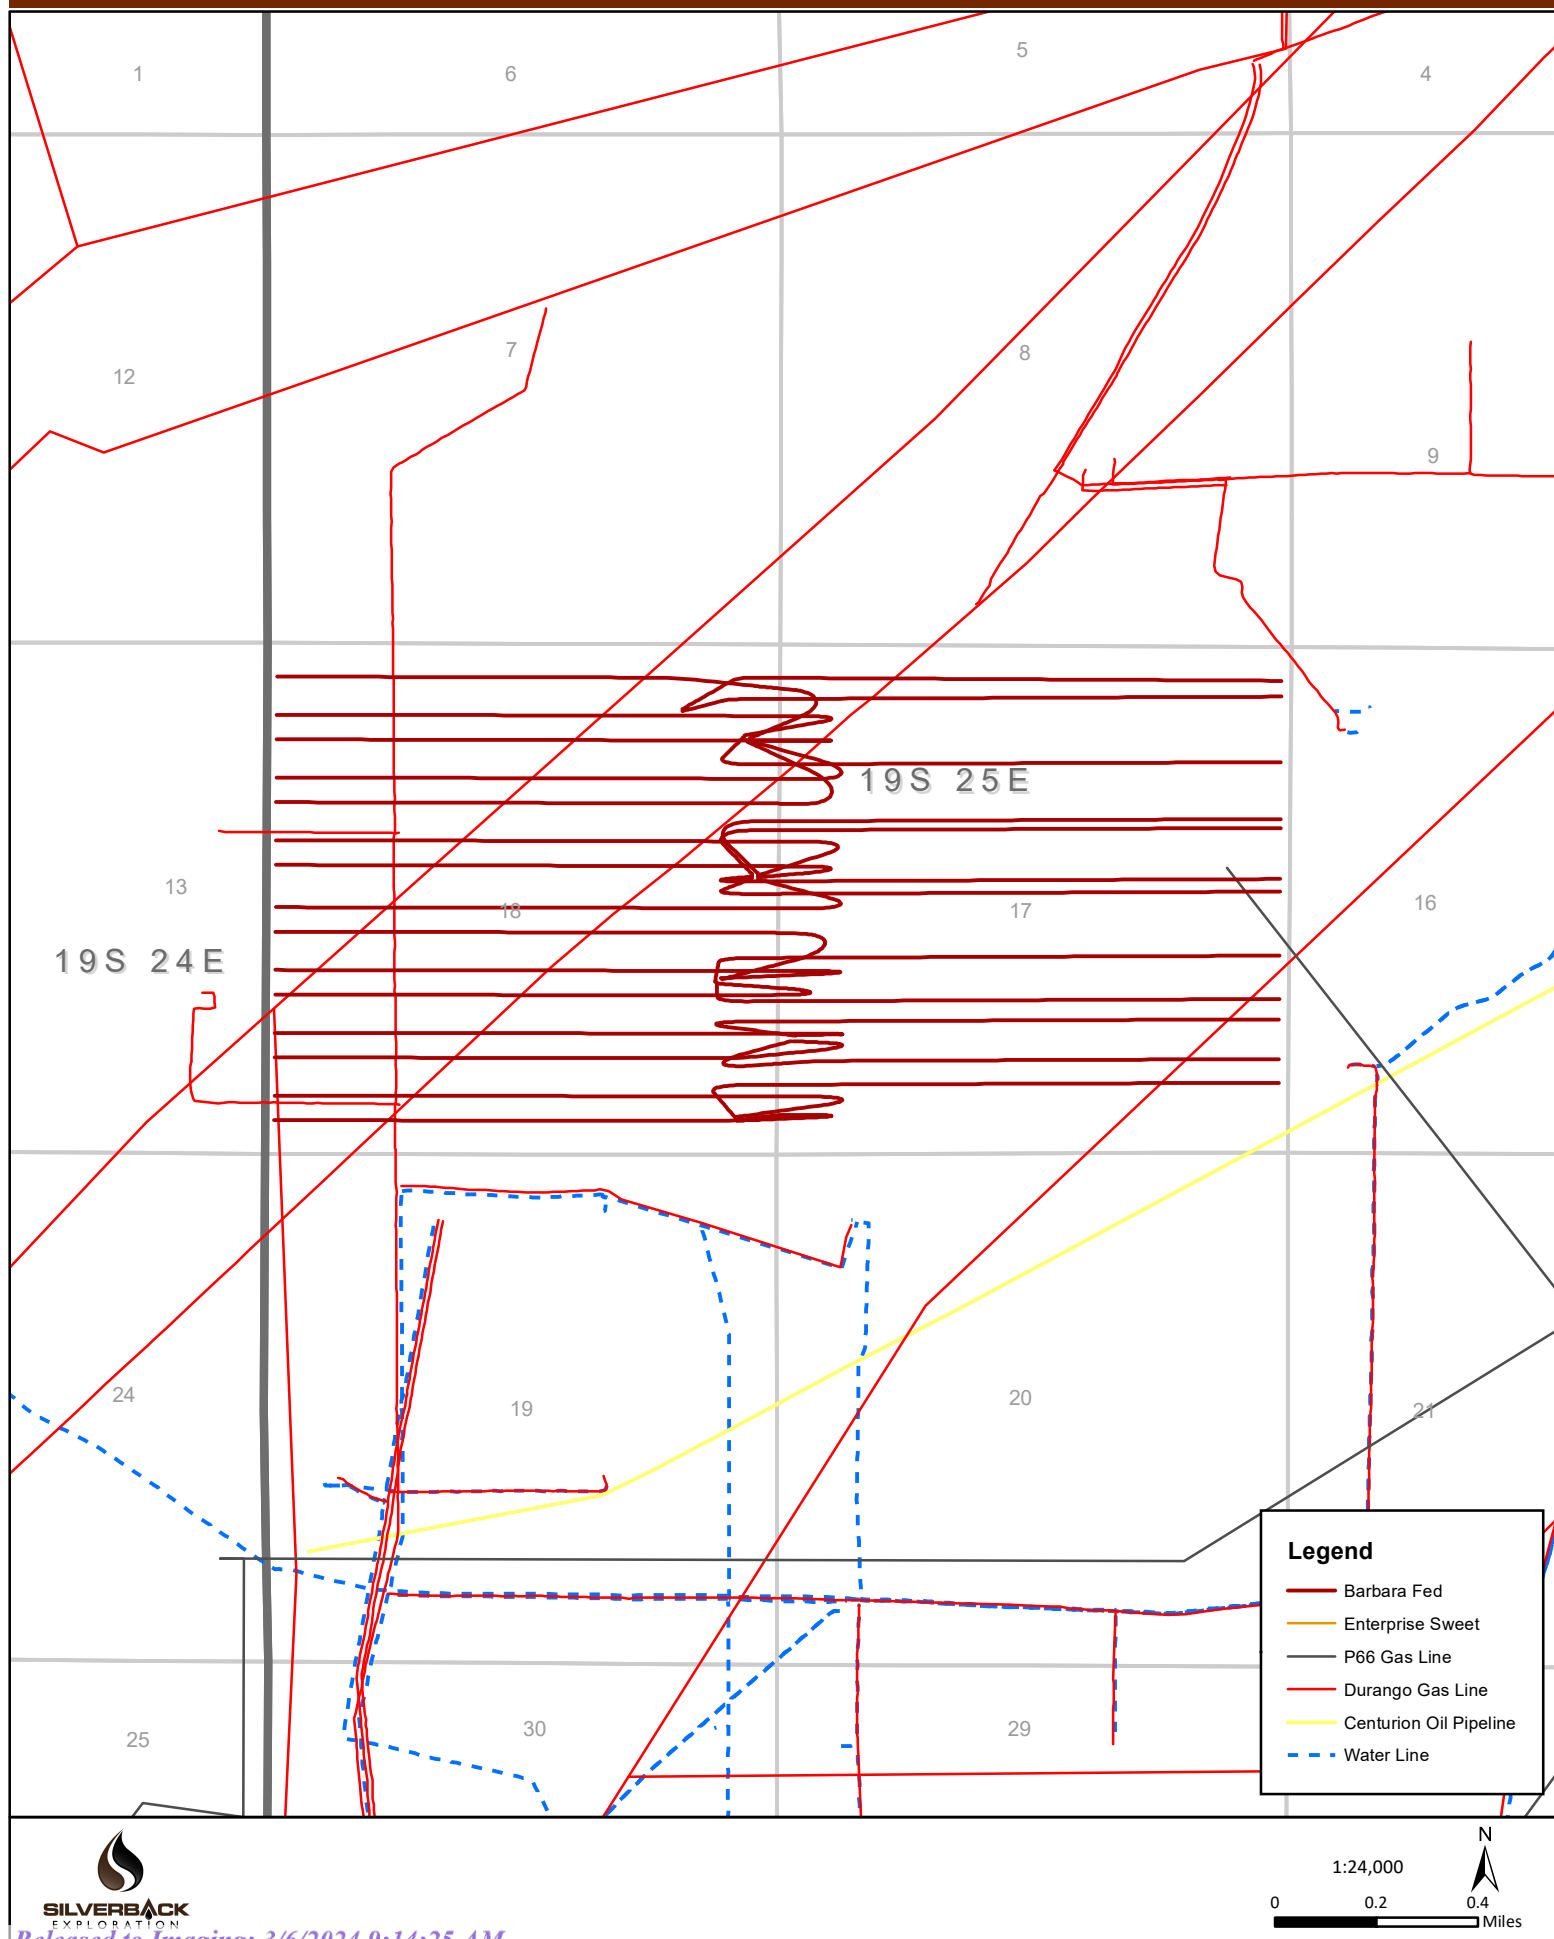 1
6
5
4
12
7
8
9
19S 25E
13
18
17
16
19S 24E
24
19
20
21
Legend
Barbara Fed
Enterprise Sweet
P66 Gas Line
Durango Gas Line
Centurion Oil Pipeline
Water Line
25
30
29
SILVERBACK
EXPLORATION
1:24,000
N
0 0.2 0.4
Miles
Released to Imaging: 3/6/2024 9:14:25 AM